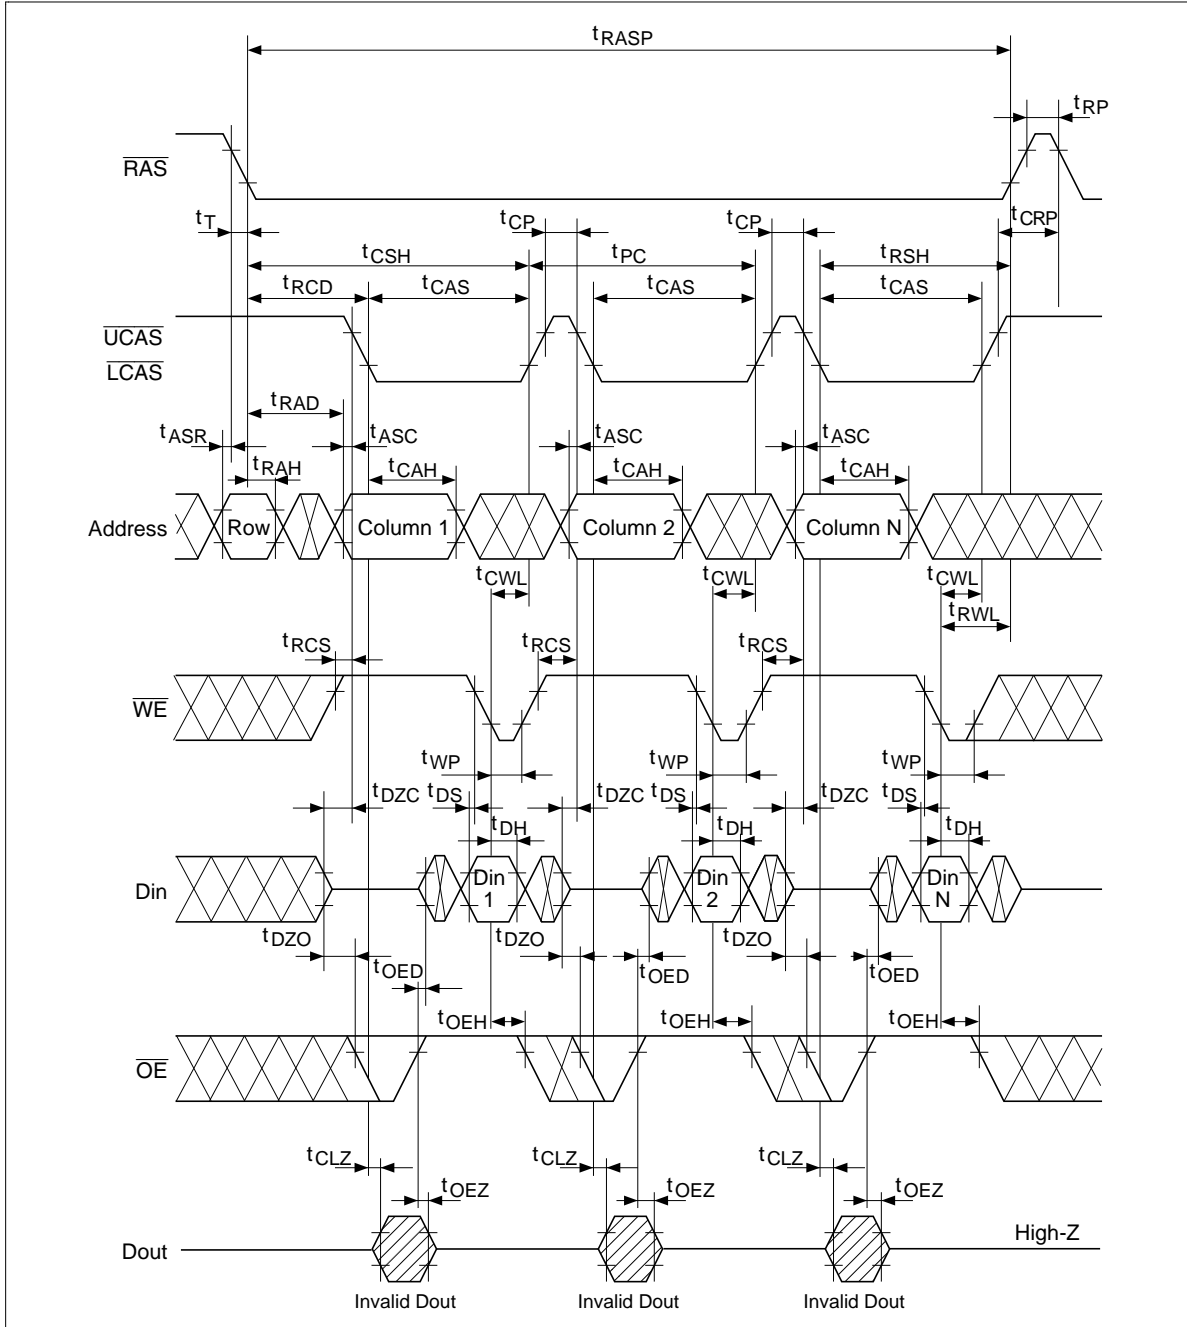 tRASP
tRP
RAS
tT tCP tCP tCRP
tCSH tPC tRSH
tRCD tCAS tCAS tCAS
UCAS
LCAS
tRAD
tASR tASC tASC tASC
tRAH tCAH tCAH tCAH
Address Row Column 1 Column 2 Column N
tCWL tCWL tCWL
tRWL
tRCS tRCS tRCS
WE
tWP tWP tWP
tDZC tDS tDZC tDS tDZC tDS
tDH tDH tDH
Din Din 1 Din 2 Din N
tDZO tDZO tDZO
tOED tOED tOED
tOEH tOEH tOEH
OE
tCLZ tCLZ tCLZ
tOEZ tOEZ tOEZ
Dout High-Z
Invalid Dout Invalid Dout Invalid Dout